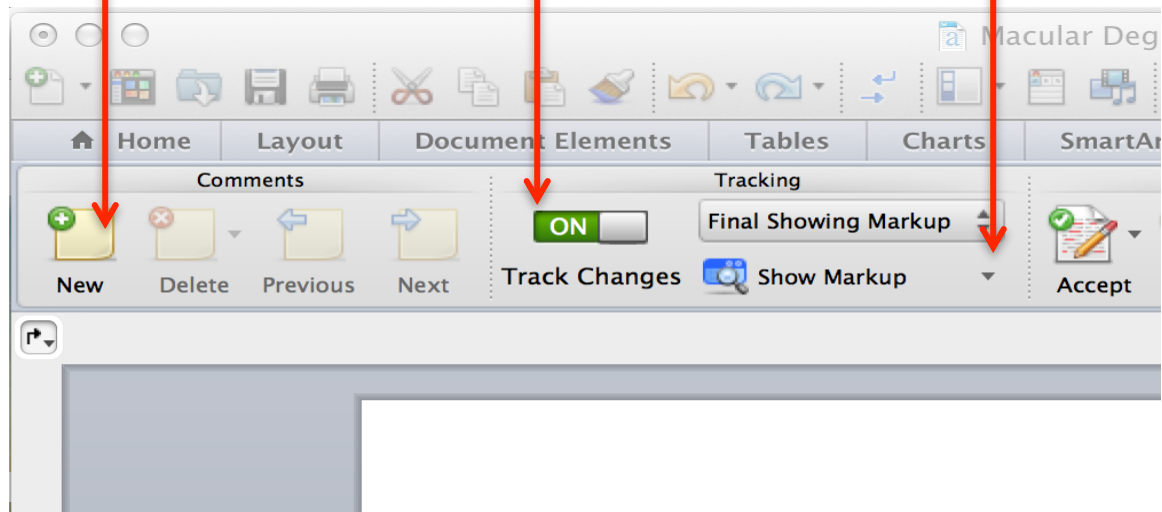 Macular Deg
Home Layout Document Elements Tables Charts SmartAr
Comments Tracking
ON Final Showing Markup
Track Changes Show Markup
New Delete Previous Next Accept